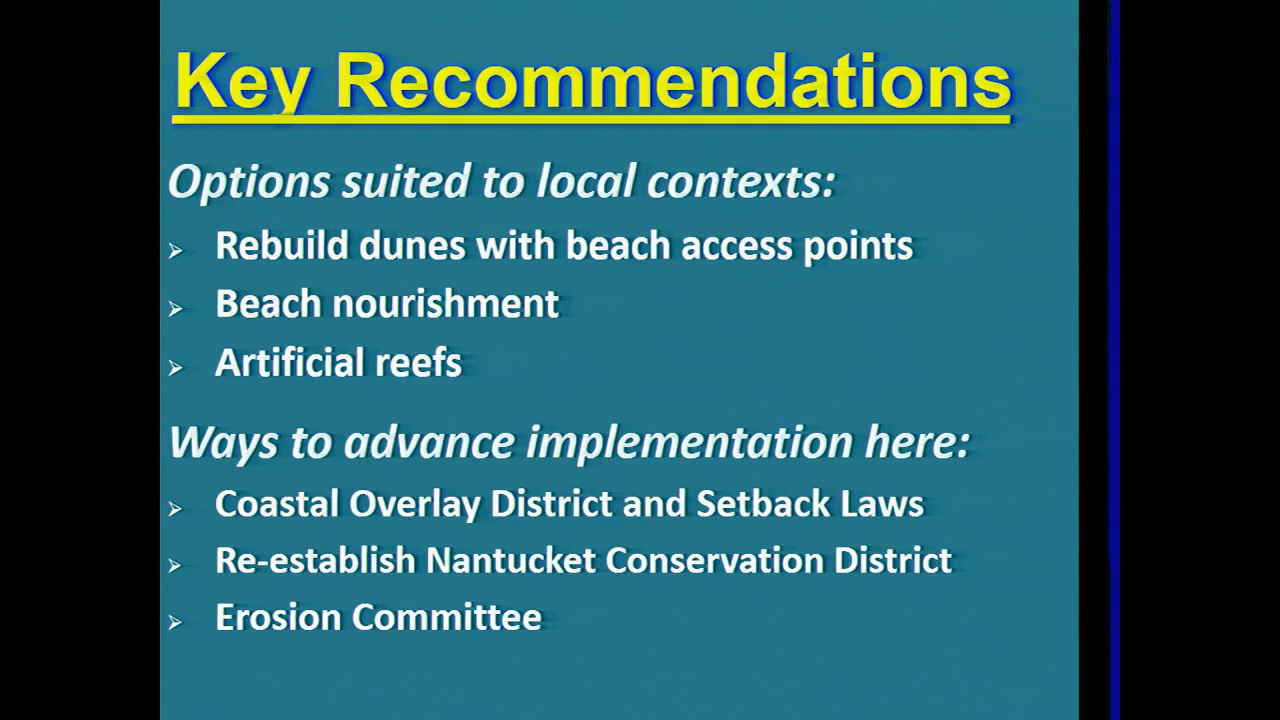 Key Recommendations
Options suited to local contexts:
➢ Rebuild dunes with beach access points
➢ Beach nourishment
➢ Artificial reefs
Ways to advance implementation here:
➢ Coastal Overlay District and Setback Laws
➢ Re-establish Nantucket Conservation District
➢ Erosion Committee